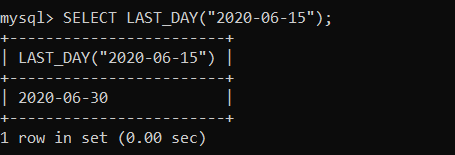 mysql> SELECT LAST_DAY("2020-06-15");
+------------------------+
| LAST_DAY("2020-06-15") |
+------------------------+
| 2020-06-30             |
+------------------------+
1 row in set (0.00 sec)